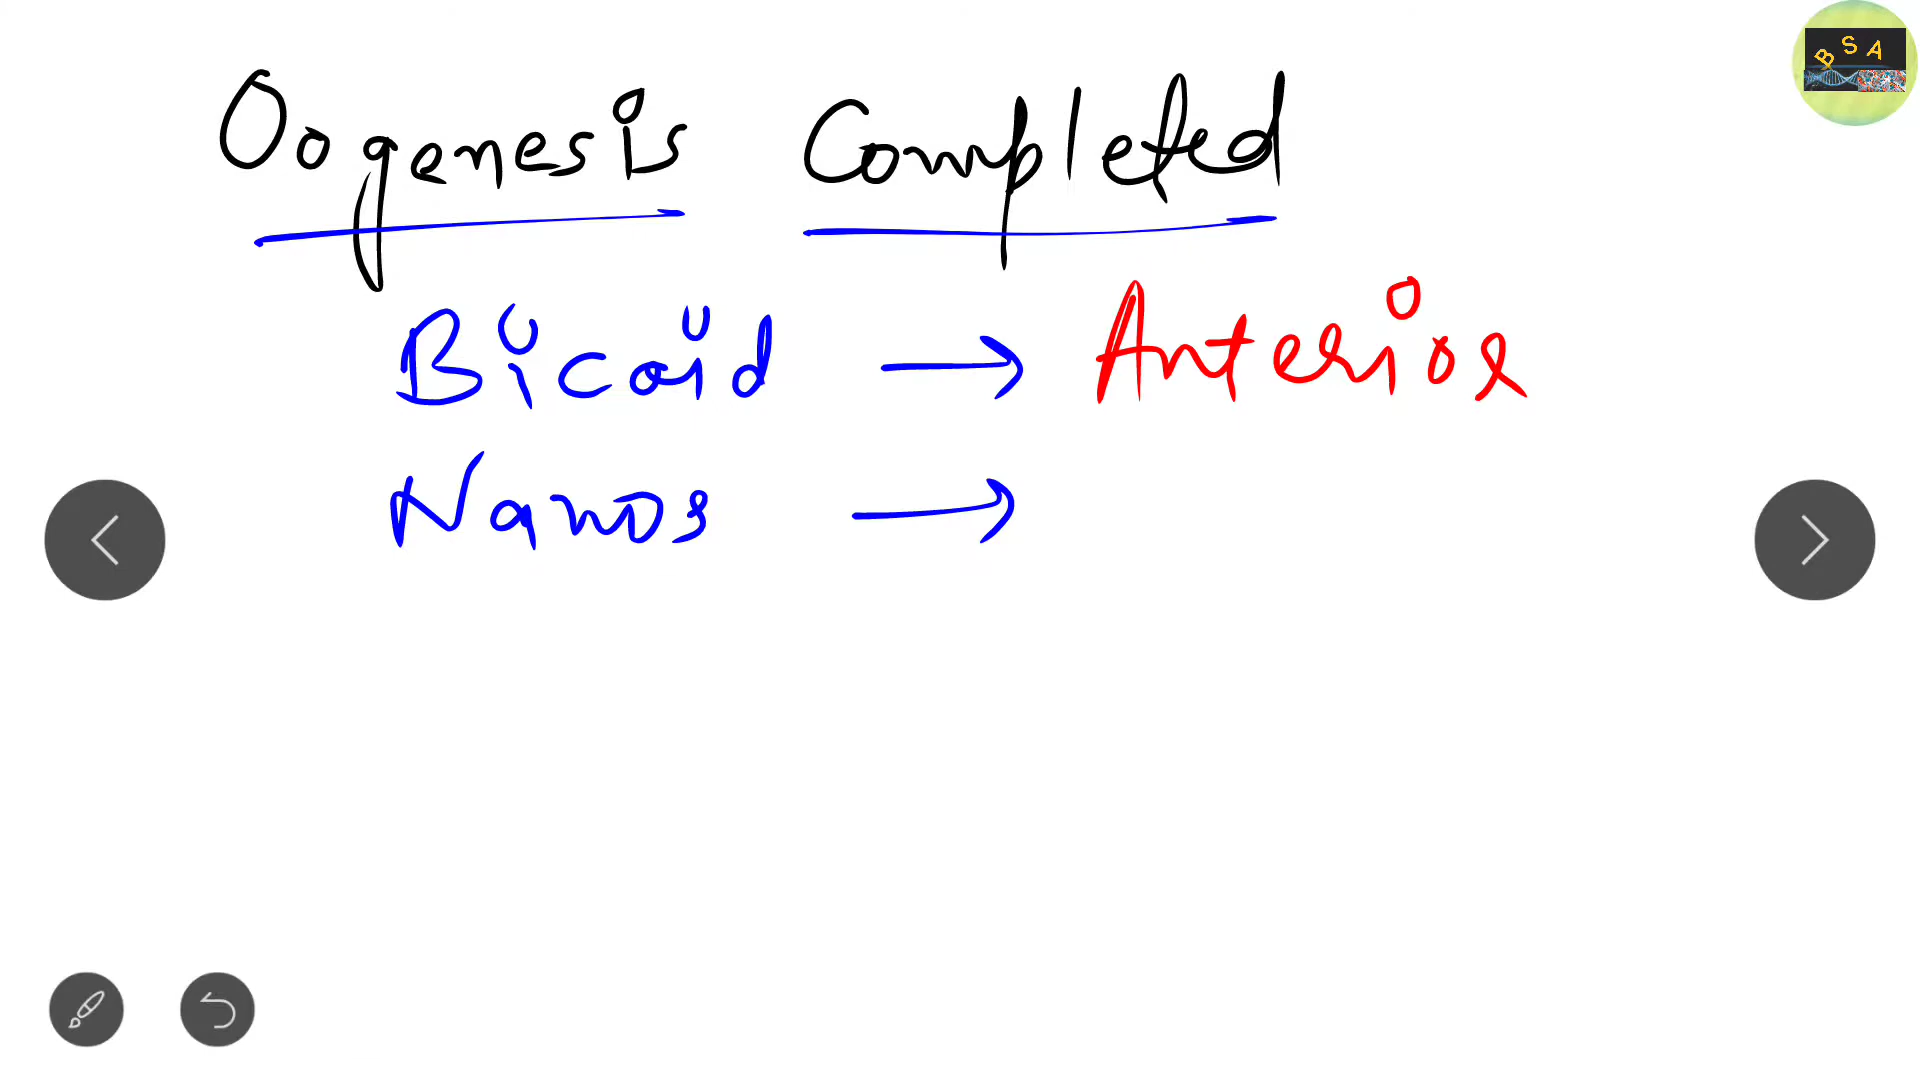 BSA
Oogenesis Completed
Bicoid → Anterior
Nanos →